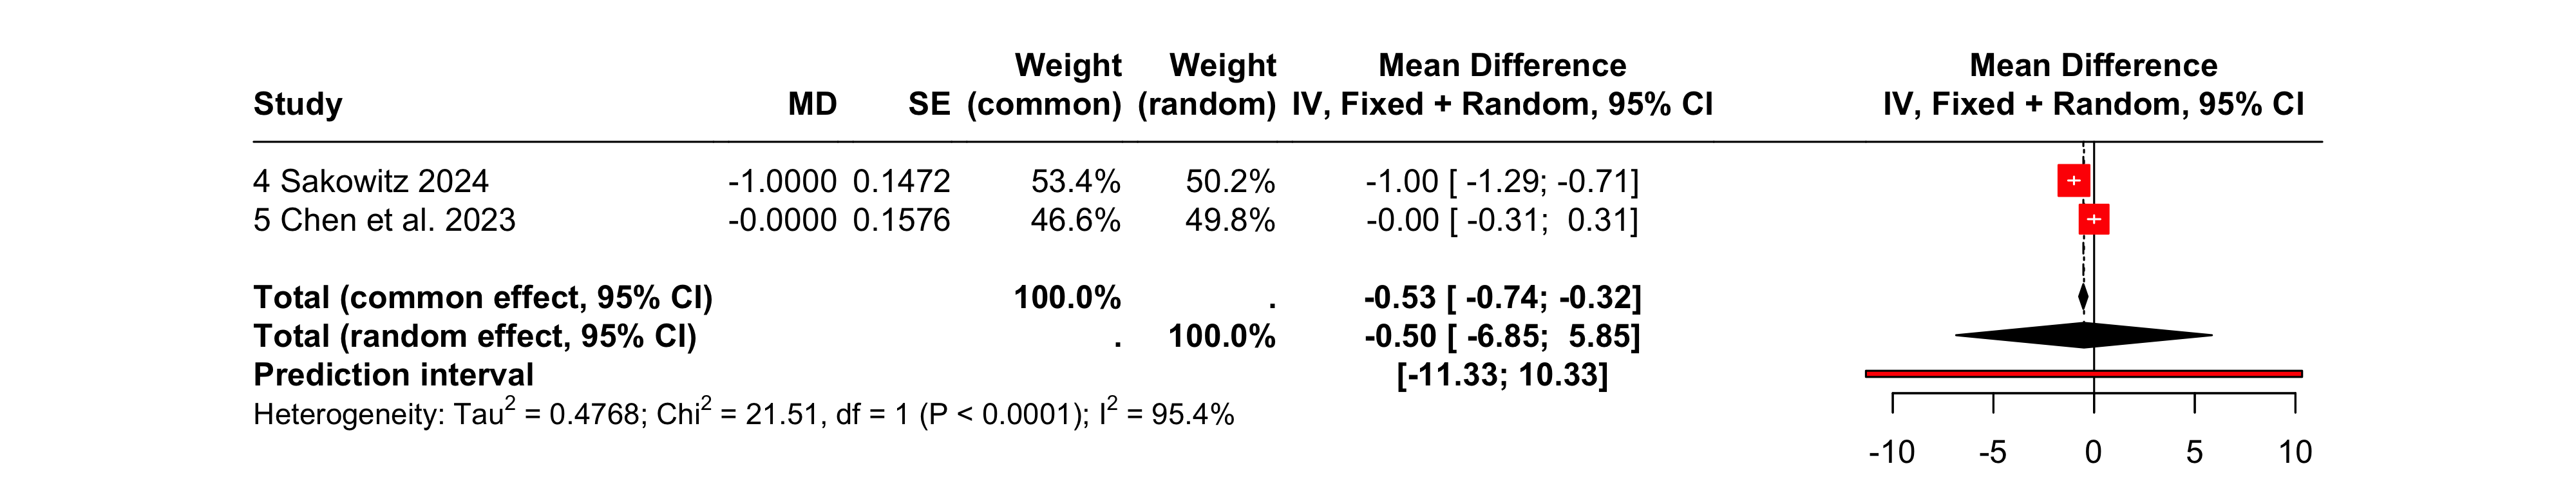 Weight Weight Mean Difference Mean Difference
Study MD SE (common) (random) IV, Fixed + Random, 95% CI IV, Fixed + Random, 95% CI
4 Sakowitz 2024 -1.0000 0.1472 53.4% 50.2% -1.00 [ -1.29; -0.71]
5 Chen et al. 2023 -0.0000 0.1576 46.6% 49.8% -0.00 [ -0.31; 0.31]
Total (common effect, 95% CI) 100.0% . -0.53 [ -0.74; -0.32]
Total (random effect, 95% CI) . 100.0% -0.50 [ -6.85; 5.85]
Prediction interval [-11.33; 10.33]
Heterogeneity: Tau² = 0.4768; Chi² = 21.51, df = 1 (P < 0.0001); I² = 95.4%
-10 -5 0 5 10